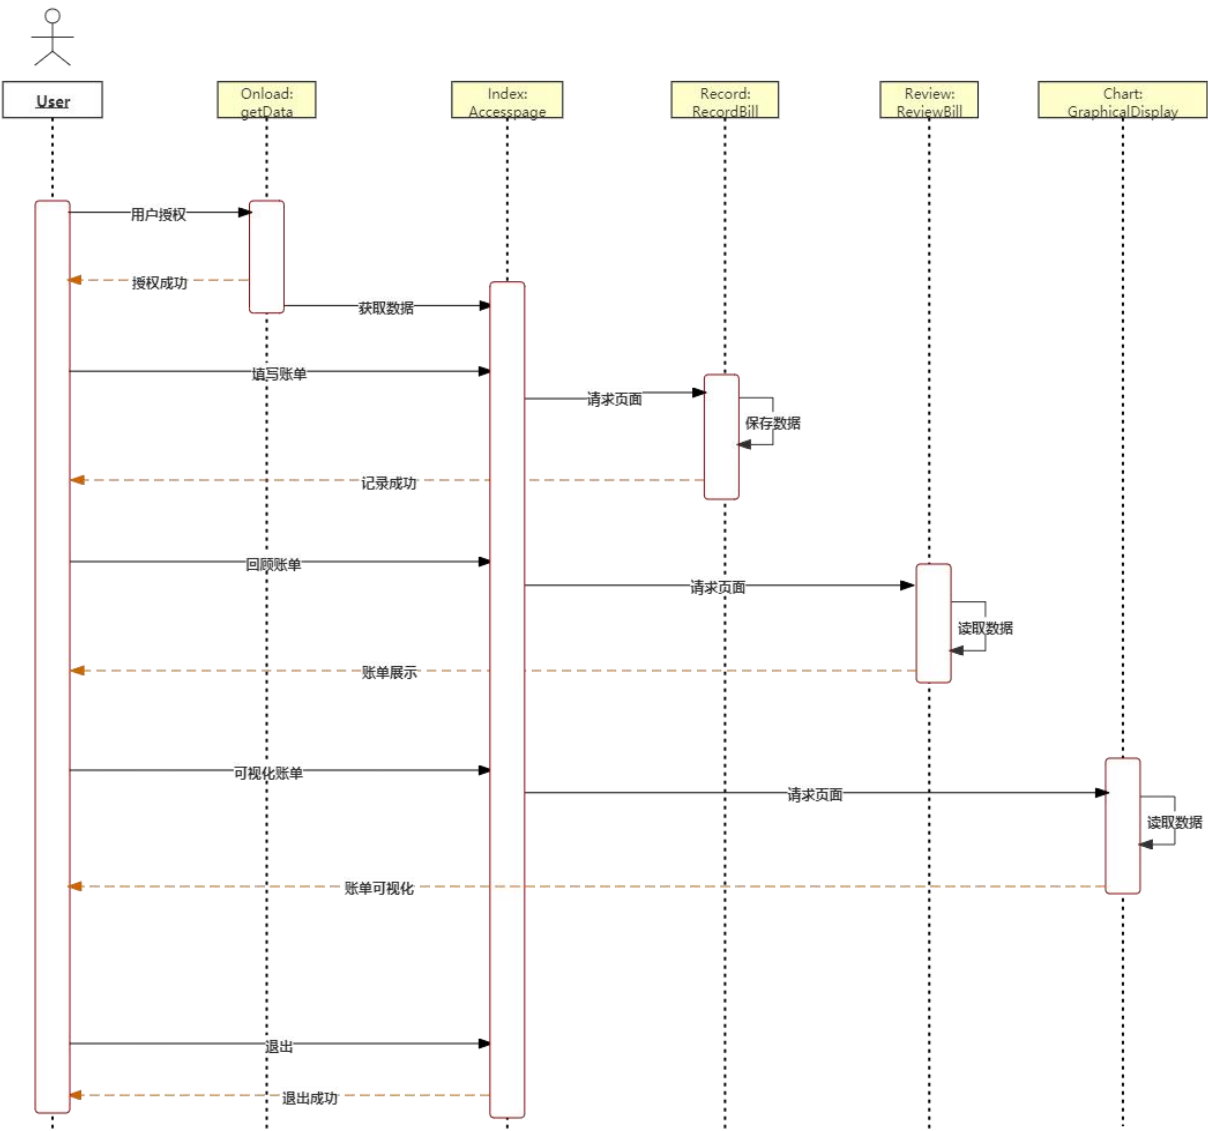 User
Onload:
getData
Index:
Accesspage
Record:
RecordBill
Review:
ReviewBill
Chart:
GraphicalDisplay
用户授权
授权成功
获取数据
填写账单
请求页面
保存数据
记录成功
回顾账单
请求页面
读取数据
账单展示
可视化账单
请求页面
读取数据
账单可视化
退出
退出成功